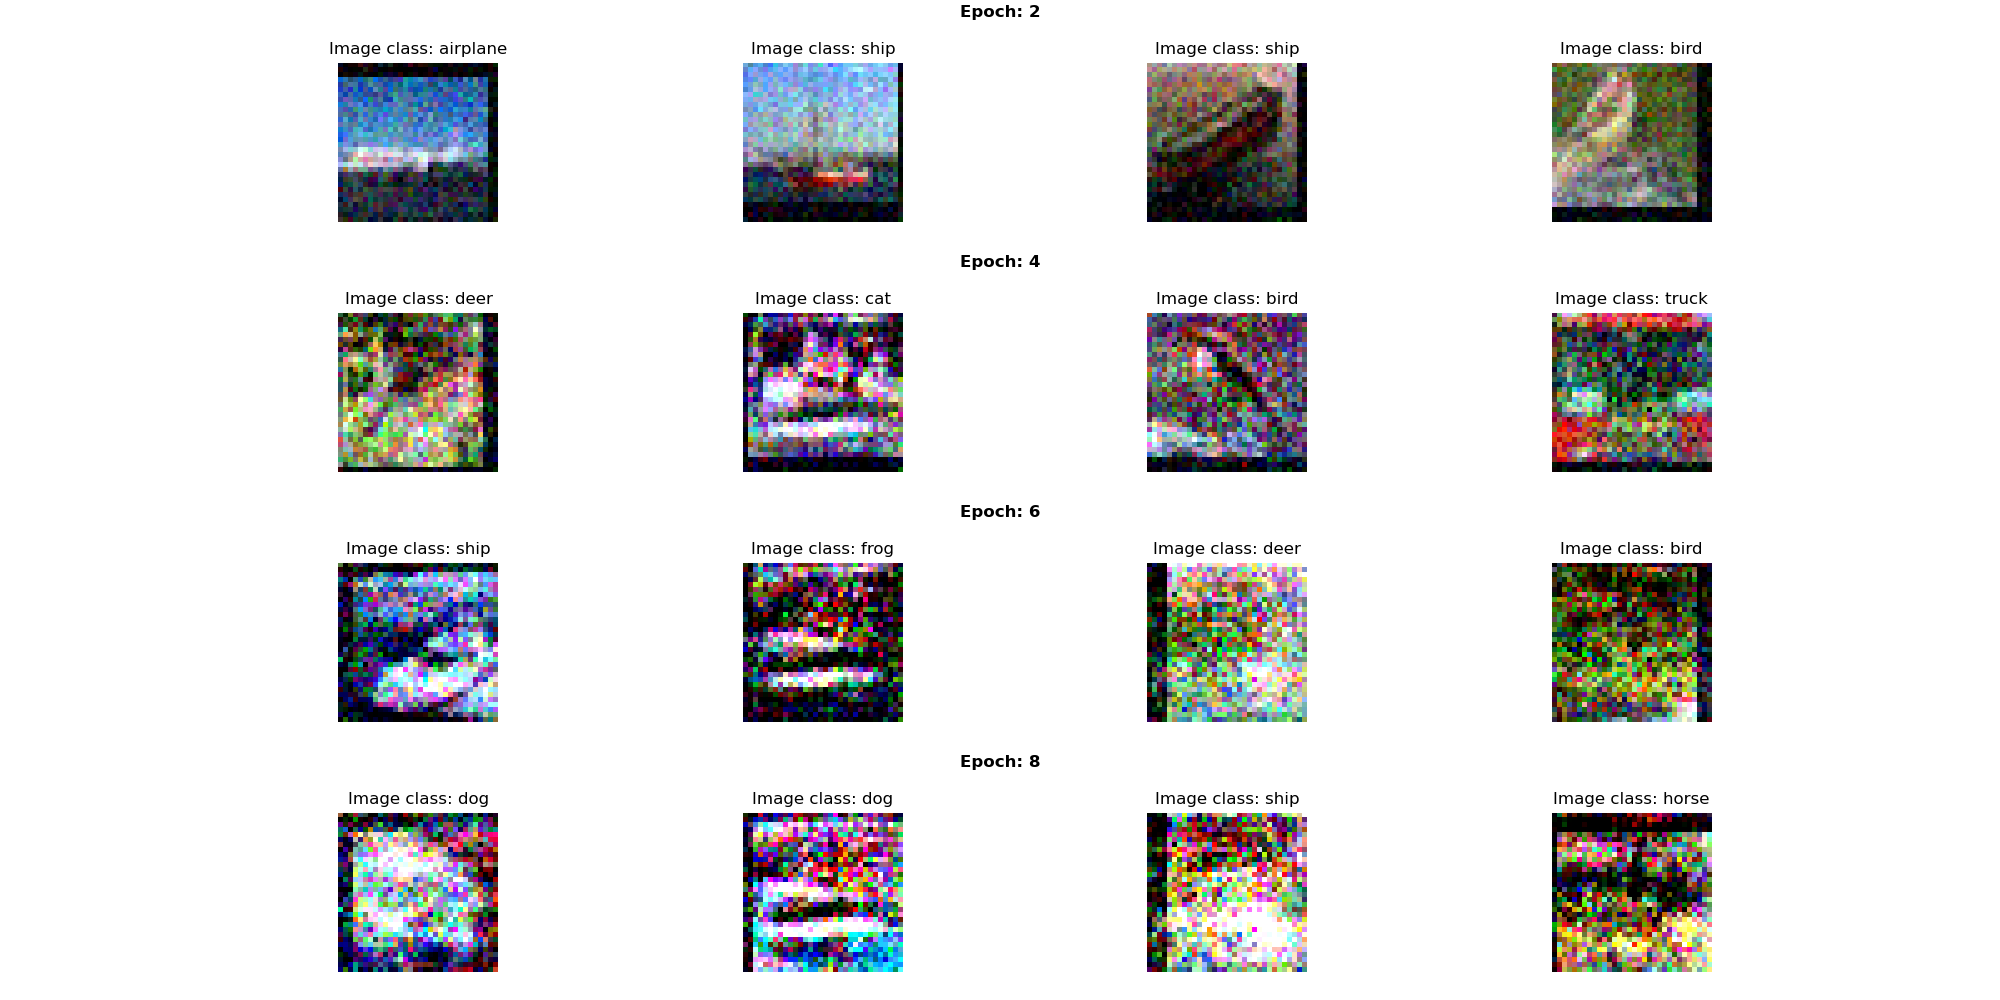 Epoch: 2
Image class: airplane
Image class: ship
Image class: ship
Image class: bird
Epoch: 4
Image class: deer
Image class: cat
Image class: bird
Image class: truck
Epoch: 6
Image class: ship
Image class: frog
Image class: deer
Image class: bird
Epoch: 8
Image class: dog
Image class: dog
Image class: ship
Image class: horse